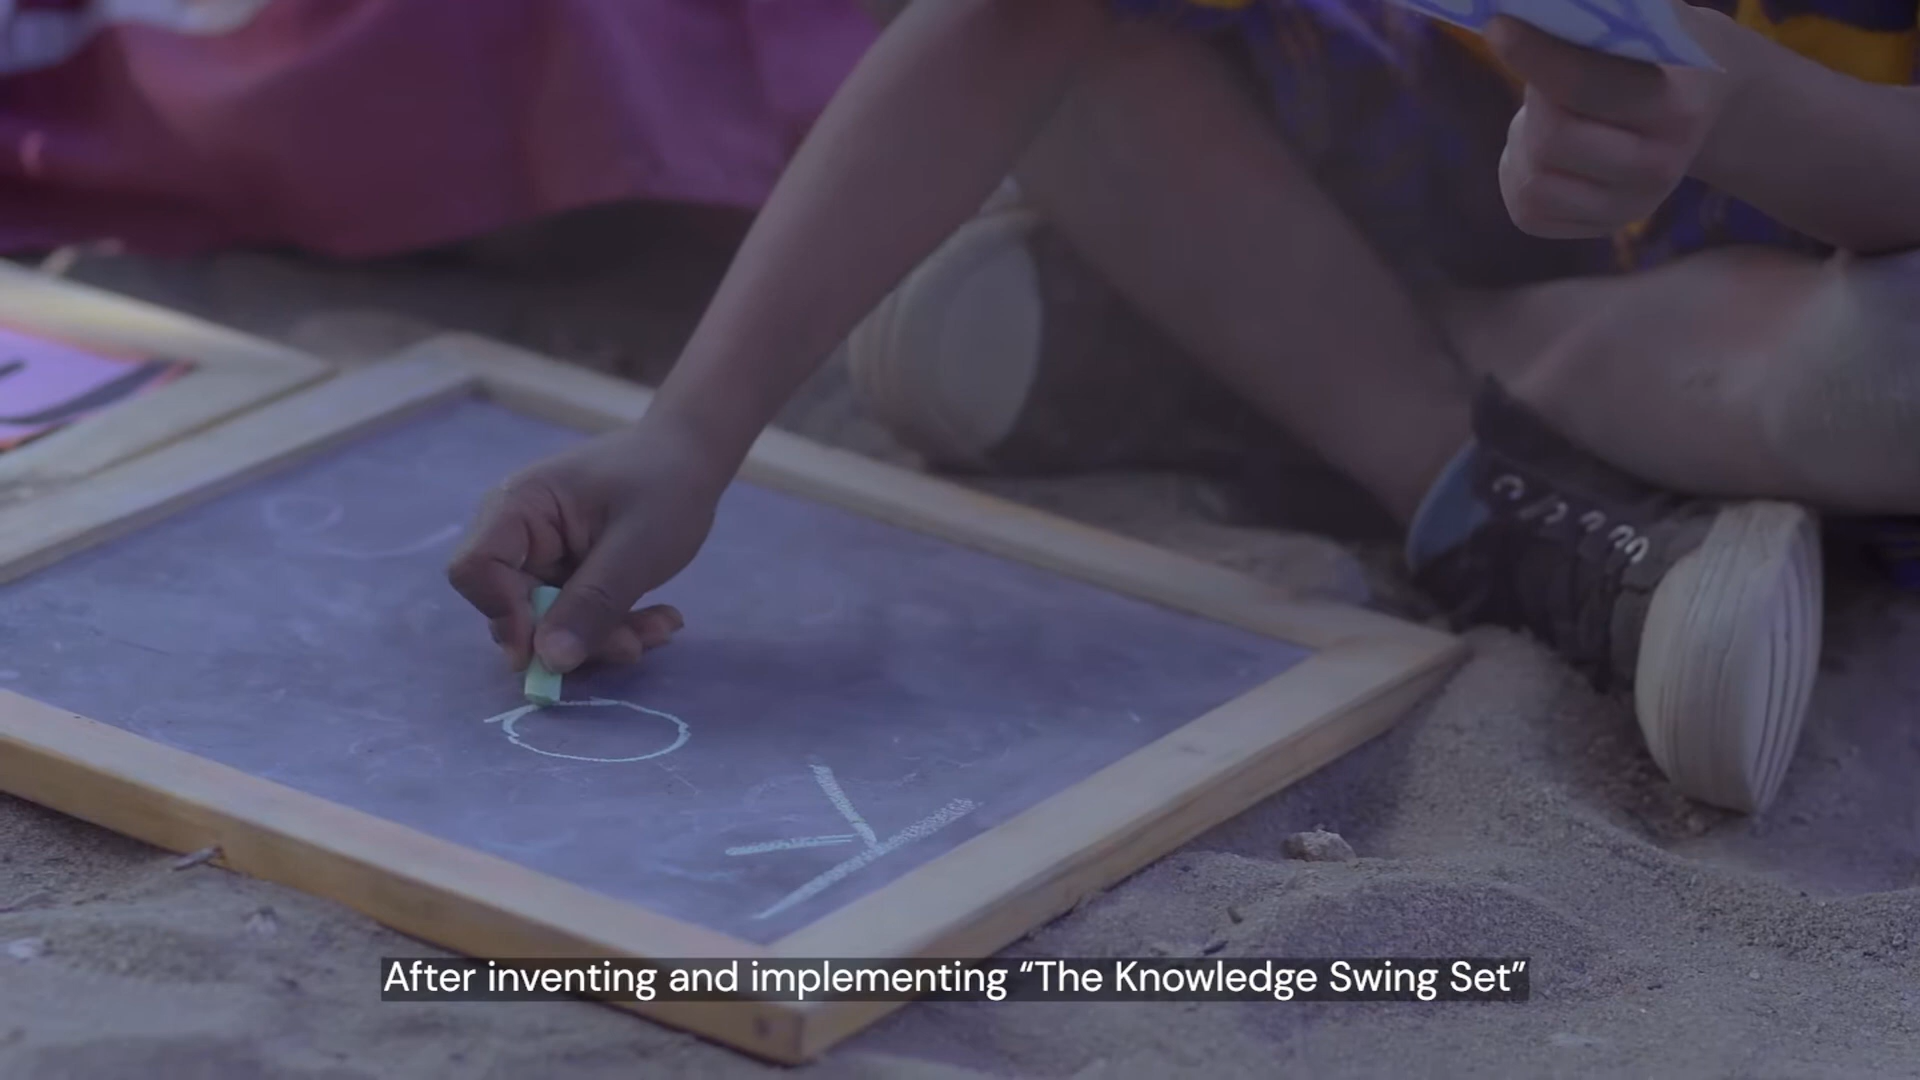 K
O
After inventing and implementing “The Knowledge Swing Set”